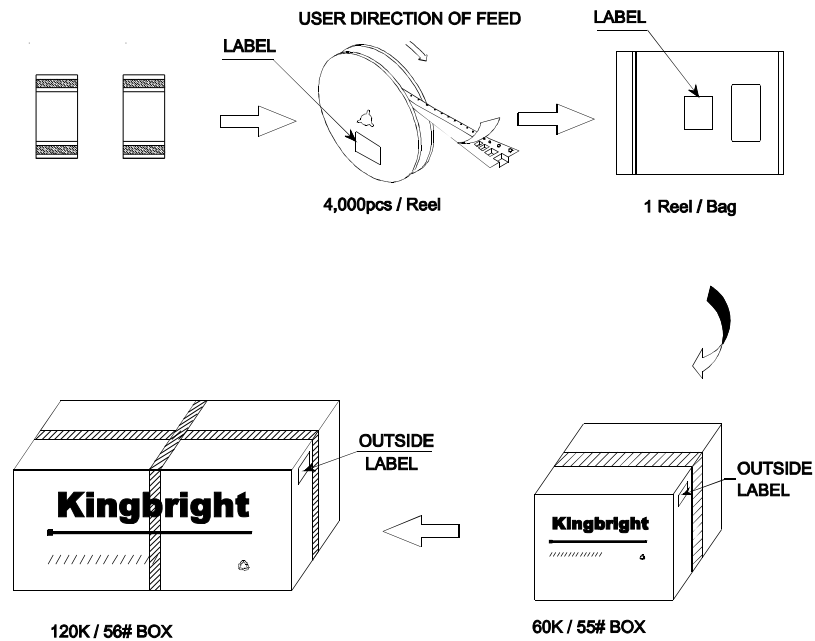 USER DIRECTION OF FEED
LABEL
LABEL
4,000pcs / Reel
1 Reel / Bag
OUTSIDE
LABEL
Kingbright
120K / 56# BOX
OUTSIDE
LABEL
Kingbright
60K / 55# BOX